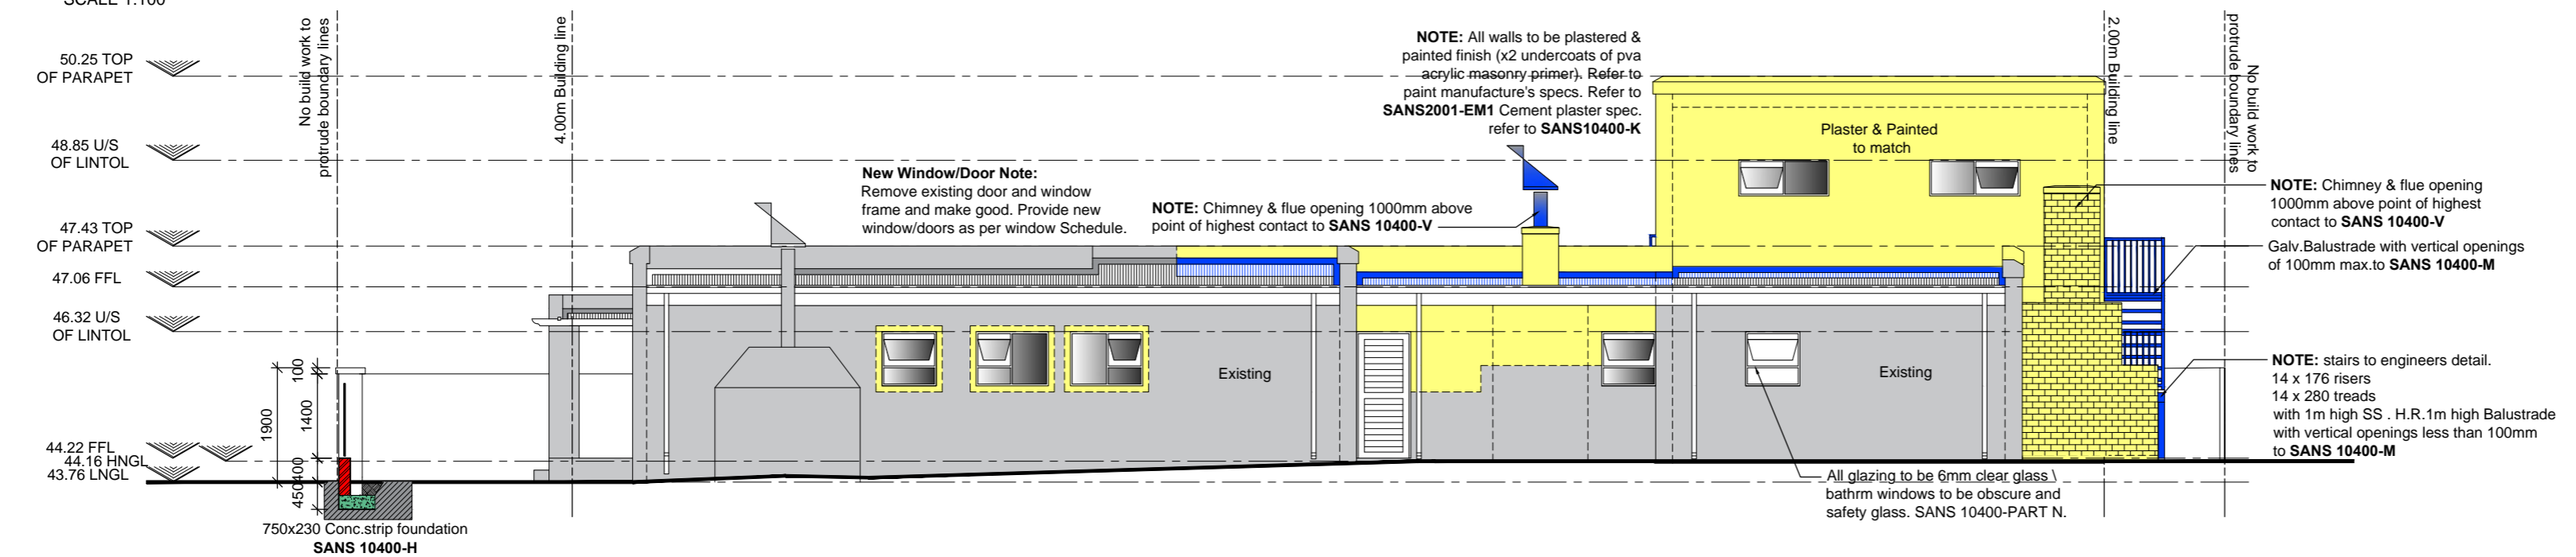 SCALE 1:100
50.25 TOP
OF PARAPET
48.85 U/S
OF LINTOL
47.43 TOP
OF PARAPET
47.06 FFL
46.32 U/S
OF LINTOL
44.22 FFL
44.16 HNGL
43.76 LNGL
1900
100
1400
400
450
No build work to
protrude boundary lines
4.00m Building line
750x230 Conc.strip foundation
SANS 10400-H
New Window/Door Note:
Remove existing door and window
frame and make good. Provide new
window/doors as per window Schedule.
NOTE: Chimney & flue opening 1000mm above
point of highest contact to SANS 10400-V
NOTE: All walls to be plastered &
painted finish (x2 undercoats of pva
acrylic masonry primer). Refer to
paint manufacture's specs. Refer to
SANS2001-EM1 Cement plaster spec.
refer to SANS10400-K
Plaster & Painted
to match
Existing
Existing
2.00m Building line
No build work to
protrude boundary lines
NOTE: Chimney & flue opening
1000mm above point of highest
contact to SANS 10400-V
Galv.Balustrade with vertical openings
of 100mm max.to SANS 10400-M
NOTE: stairs to engineers detail.
14 x 176 risers
14 x 280 treads
with 1m high SS . H.R.1m high Balustrade
with vertical openings less than 100mm
to SANS 10400-M
All glazing to be 6mm clear glass \
bathrm windows to be obscure and
safety glass. SANS 10400-PART N.